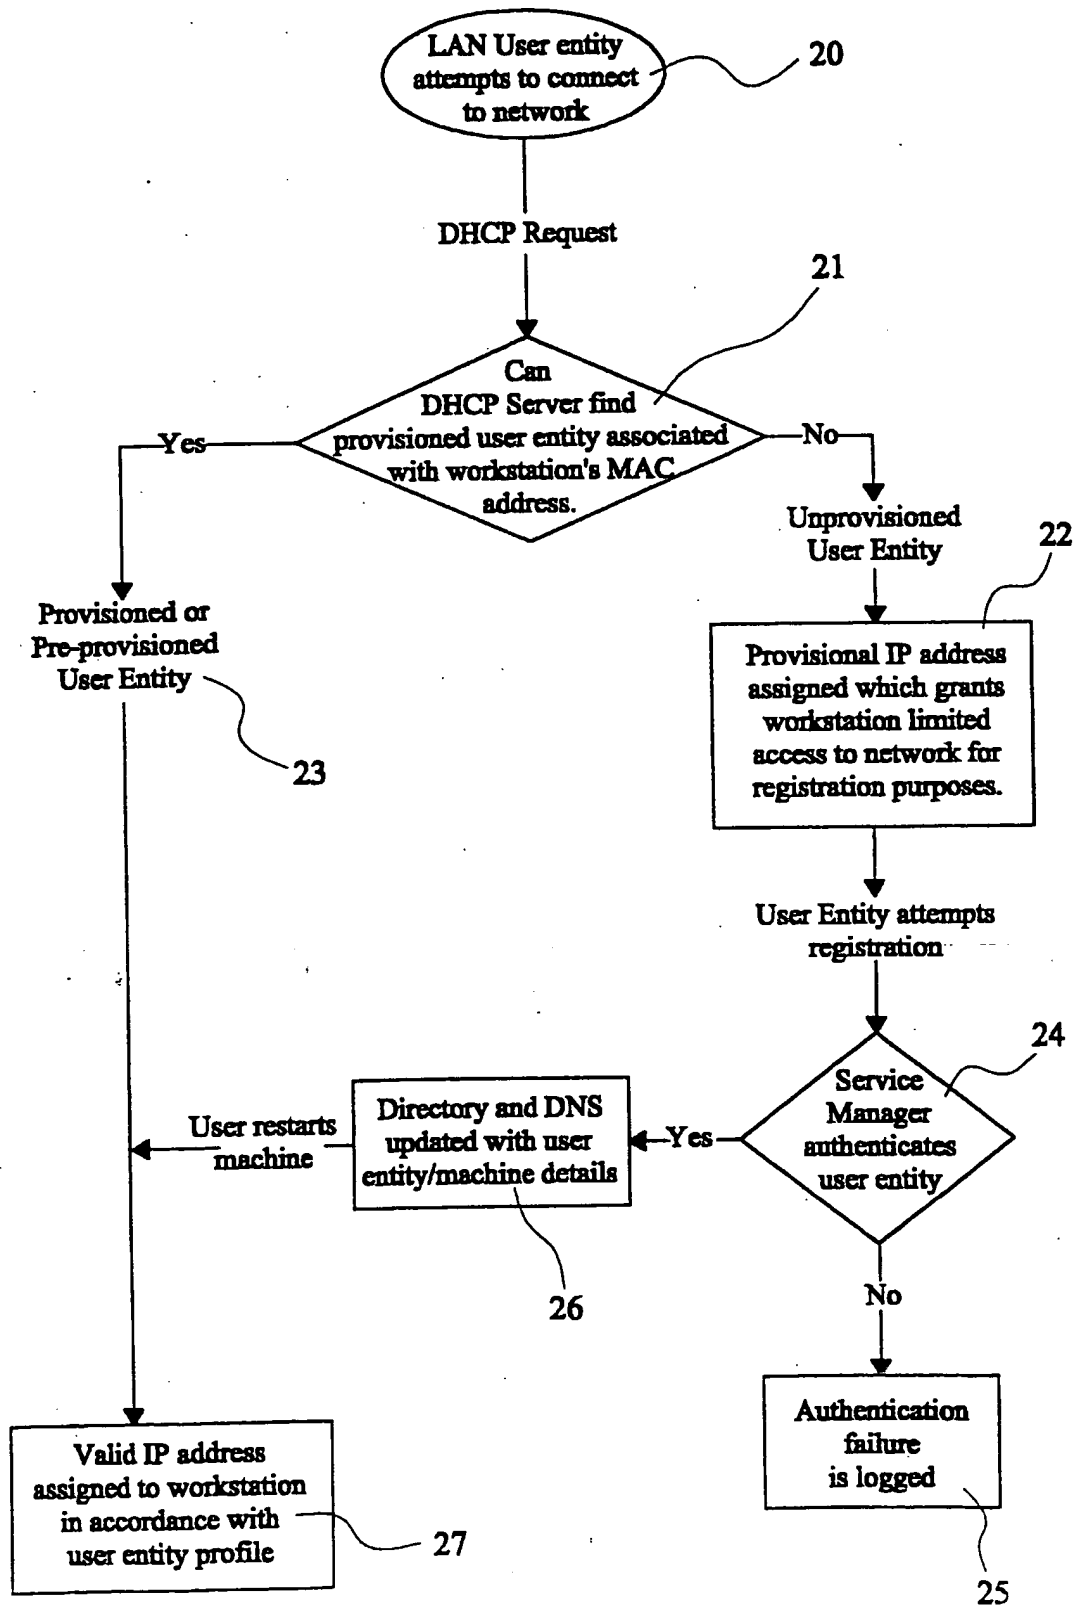 LAN User entity
attempts to connect
to network
20
DHCP Request
21
Can
DHCP Server find
provisioned user entity associated
with workstation's MAC
address.
Yes
No
Unprovisioned
User Entity
22
Provisioned or
Pre-provisioned
User Entity
23
Provisional IP address
assigned which grants
workstation limited
access to network for
registration purposes.
User Entity attempts
registration
24
Service
Manager
authenticates
user entity
Yes
Directory and DNS
updated with user
entity/machine details
26
User restarts
machine
No
Authentication
failure
is logged
25
Valid IP address
assigned to workstation
in accordance with
user entity profile
27